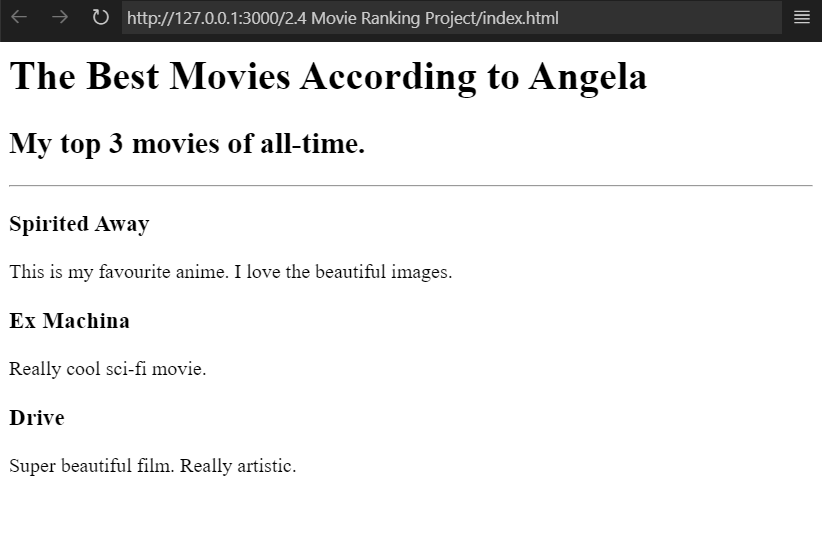 http://127.0.0.1:3000/2.4 Movie Ranking Project/index.html
The Best Movies According to Angela
My top 3 movies of all-time.
Spirited Away
This is my favourite anime. I love the beautiful images.
Ex Machina
Really cool sci-fi movie.
Drive
Super beautiful film. Really artistic.